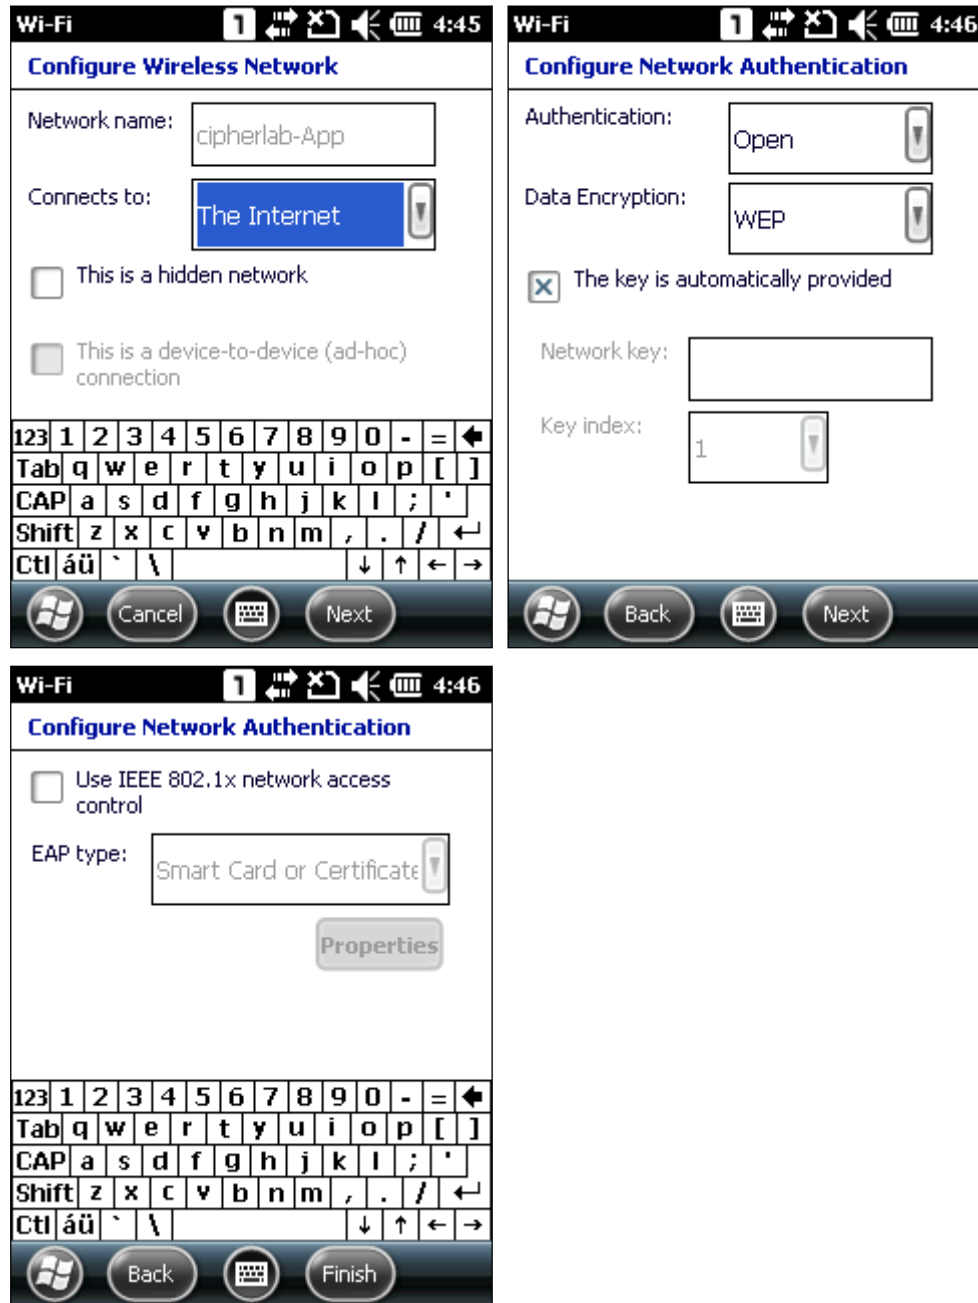 Wi-Fi 1 4:45
Configure Wireless Network
Network name: cipherlab-App
Connects to: The Internet
This is a hidden network
This is a device-to-device (ad-hoc)
connection
123 1 2 3 4 5 6 7 8 9 0 - =
Tab q w e r t y u i o p [ ]
CAP a s d f g h j k l ; '
Shift z x c v b n m , . /
Ctl áü ` \ ↓ ↑ ← →
Cancel Next
Wi-Fi 1 4:46
Configure Network Authentication
Authentication: Open
Data Encryption: WEP
The key is automatically provided
Network key:
Key index: 1
Back Next
Wi-Fi 1 4:46
Configure Network Authentication
Use IEEE 802.1x network access
control
EAP type: Smart Card or Certificate
Properties
123 1 2 3 4 5 6 7 8 9 0 - =
Tab q w e r t y u i o p [ ]
CAP a s d f g h j k l ; '
Shift z x c v b n m , . /
Ctl áü ` \ ↓ ↑ ← →
Back Finish